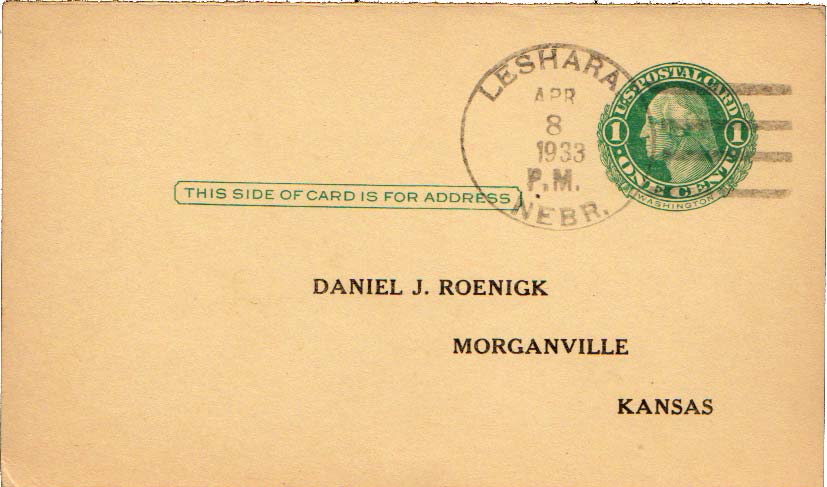 LESHARA
APR
8
1933
P.M.
NEBR.
U.S. POSTAL CARD
1 1
ONE CENT
WASHINGTON
THIS SIDE OF CARD IS FOR ADDRESS
DANIEL J. ROENIGK
MORGANVILLE
KANSAS